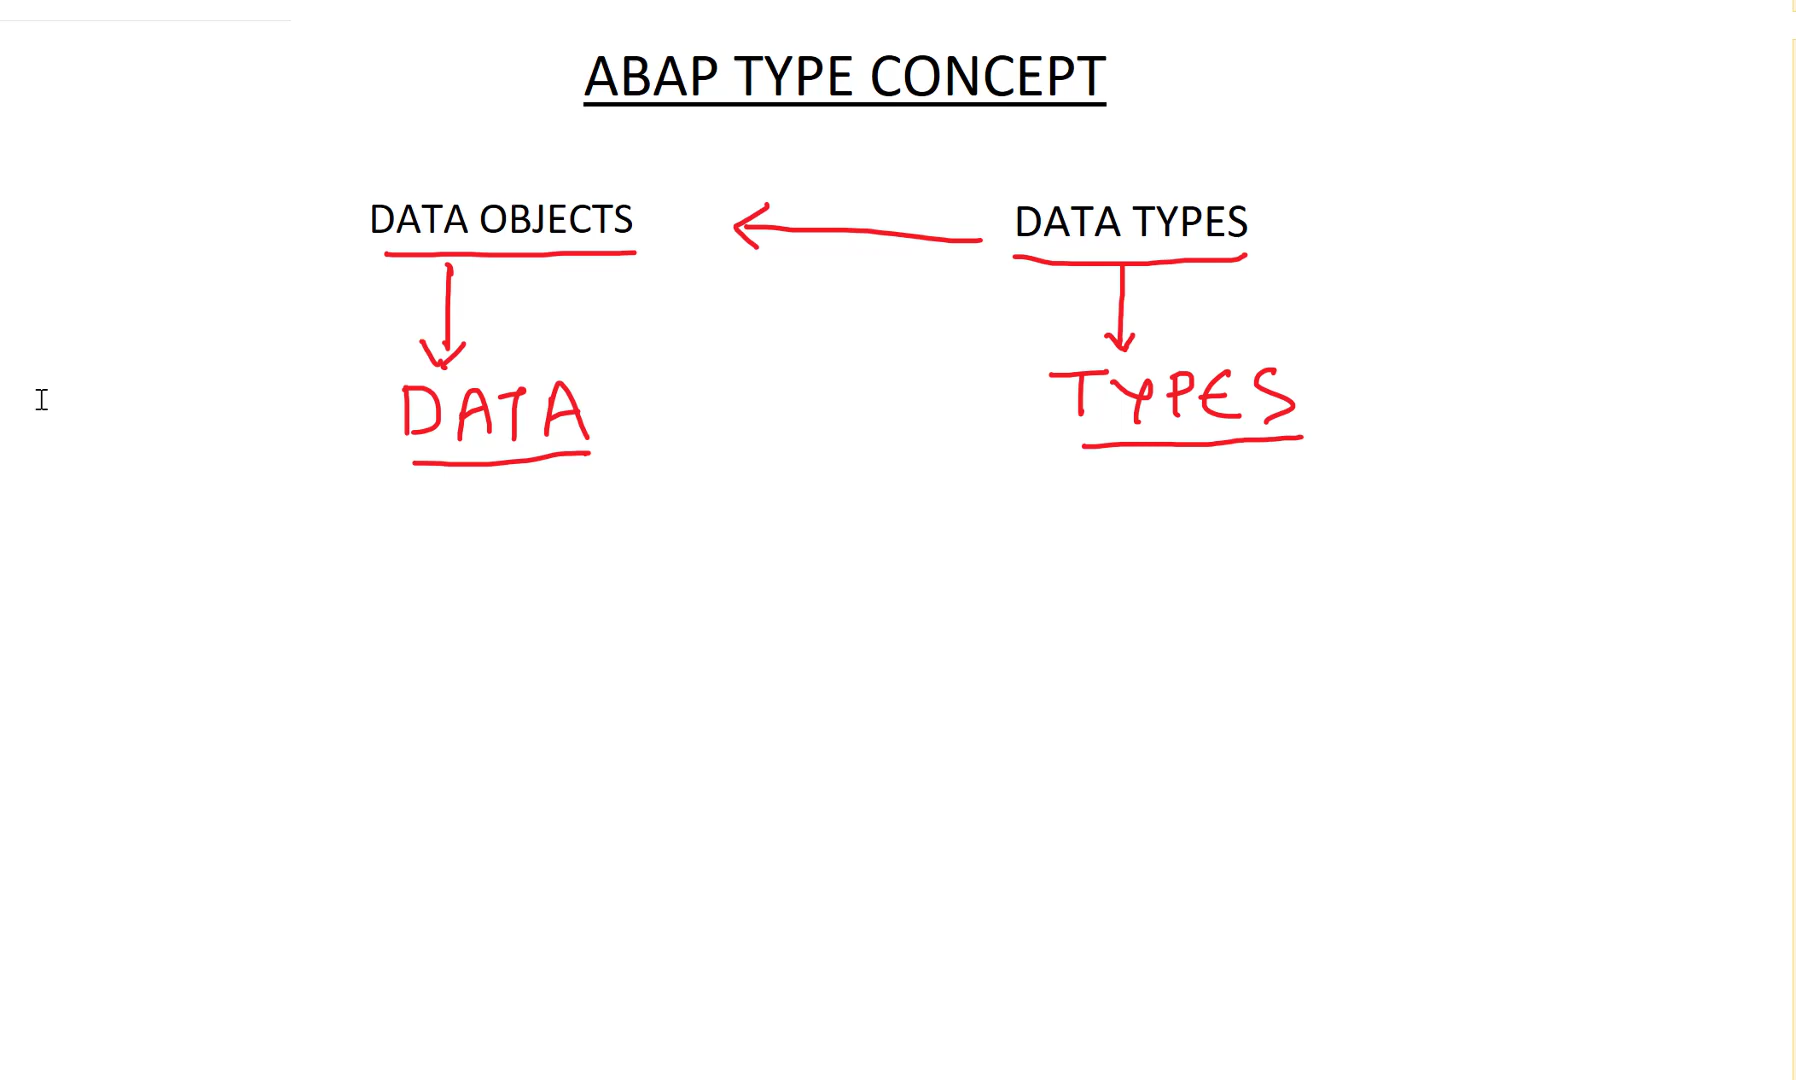 ABAP TYPE CONCEPT
DATA OBJECTS
DATA TYPES
DATA
TYPES